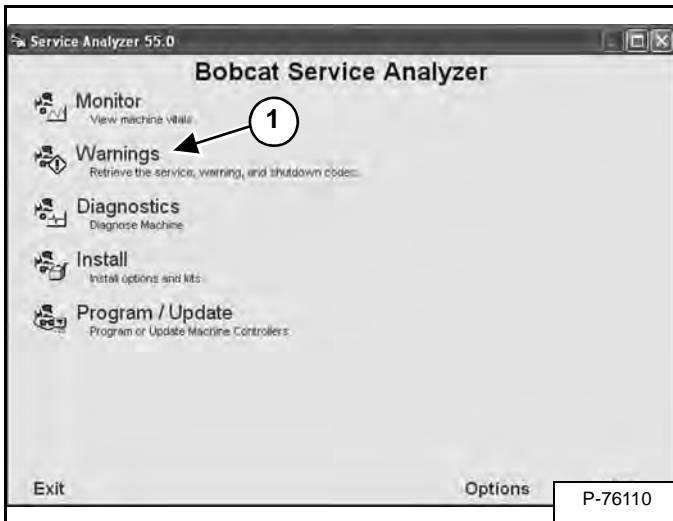 Service Analyzer 55.0
Bobcat Service Analyzer
Monitor
View machine vitals.
1
Warnings
Retrieve the service, warning, and shutdown codes.
Diagnostics
Diagnose Machine
Install
Install options and kits
Program / Update
Program or Update Machine Controllers
Exit
Options
P-76110